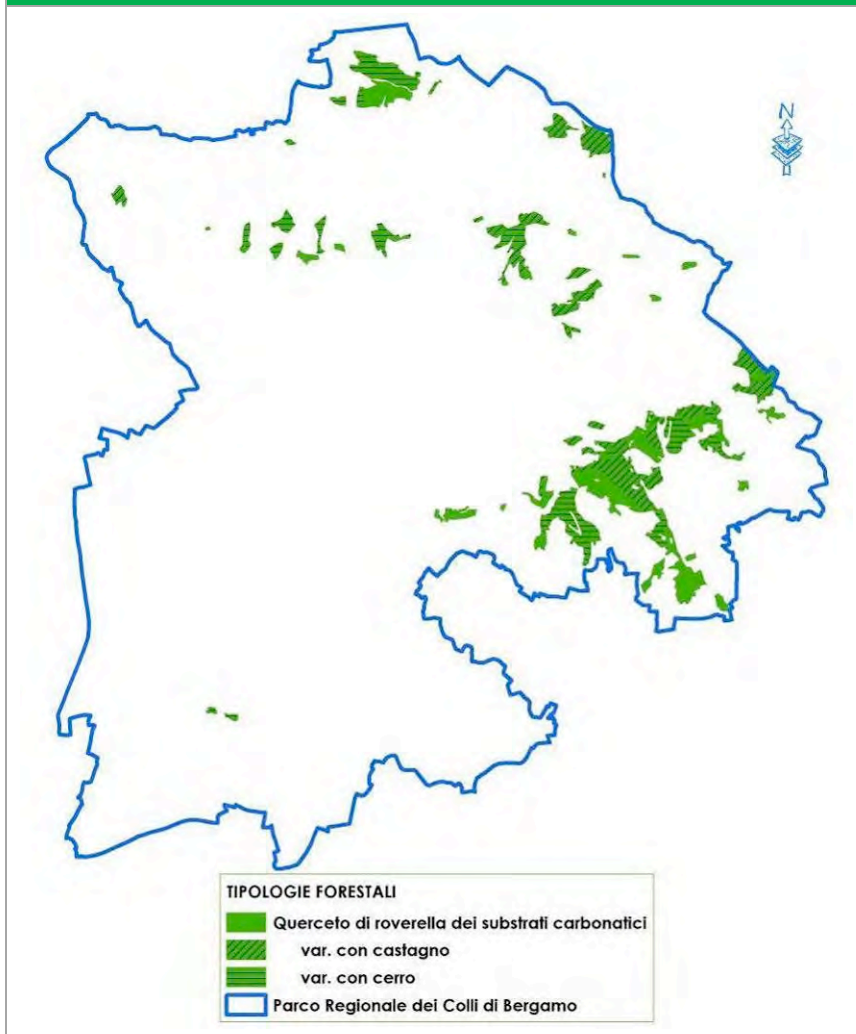 N
TIPOLOGIE FORESTALI
Querceto di roverella dei substrati carbonatici
var. con castagno
var. con cerro
Parco Regionale dei Colli di Bergamo